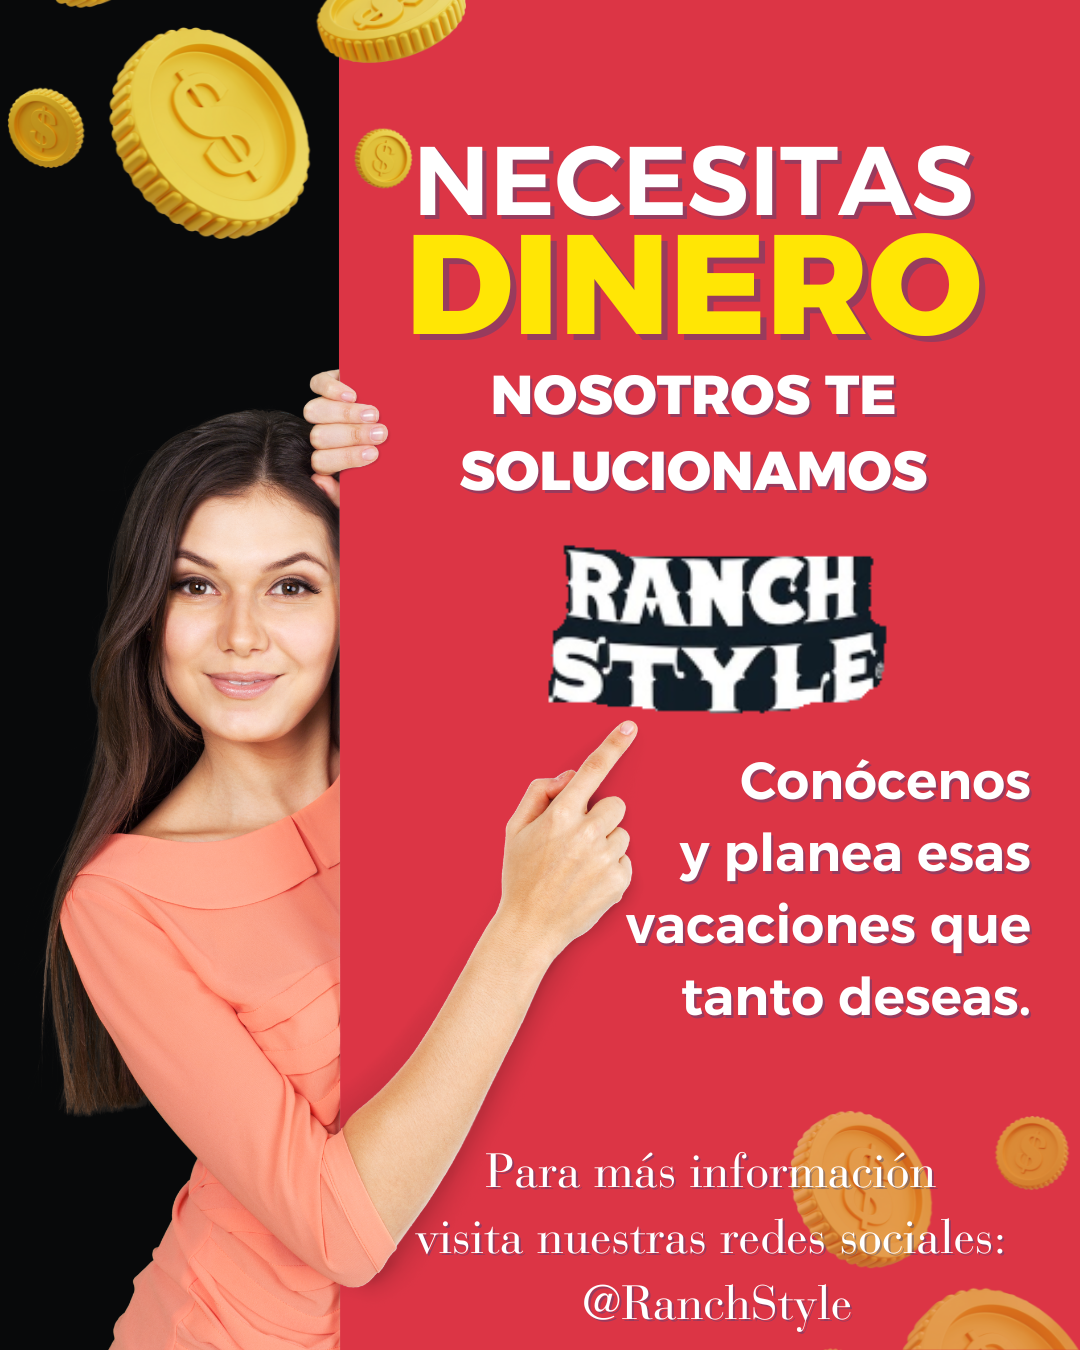 NECESITAS
DINERO
NOSOTROS TE
SOLUCIONAMOS
RANCH
STYLE
Conócenos
y planea esas
vacaciones que
tanto deseas.
Para más información
visita nuestras redes sociales:
@RanchStyle